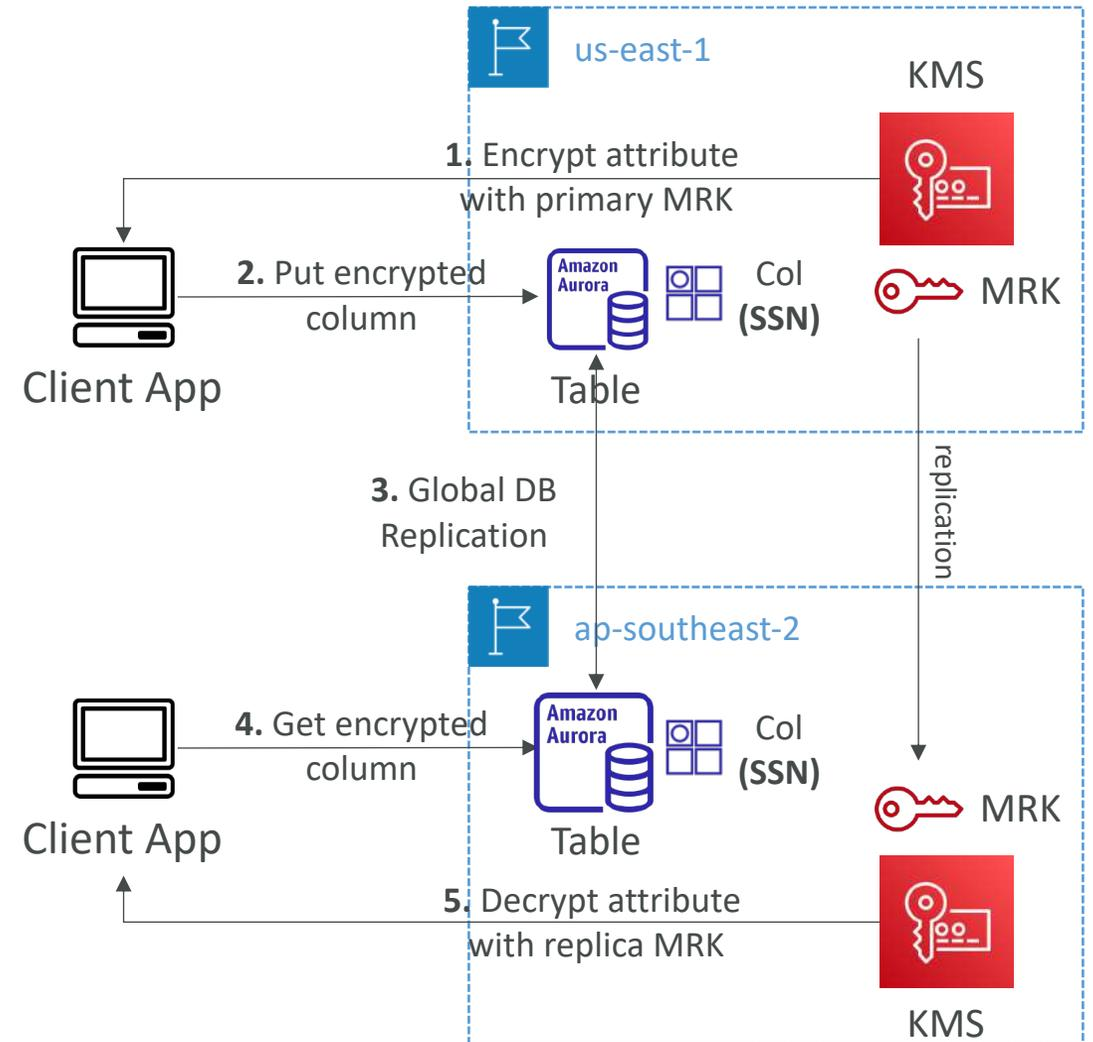 us-east-1
KMS
1. Encrypt attribute
with primary MRK
2. Put encrypted
column
Amazon
Aurora
Col
(SSN)
MRK
Client App
Table
3. Global DB
Replication
replication
ap-southeast-2
4. Get encrypted
column
Amazon
Aurora
Col
(SSN)
MRK
Client App
Table
5. Decrypt attribute
with replica MRK
KMS